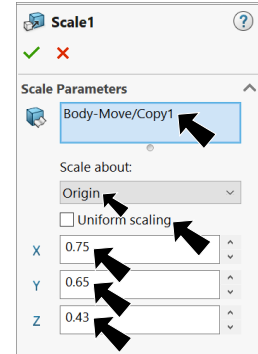 Scale1
?
Scale Parameters
Body-Move/Copy1
Scale about:
Origin
Uniform scaling
X 0.75
Y 0.65
Z 0.43